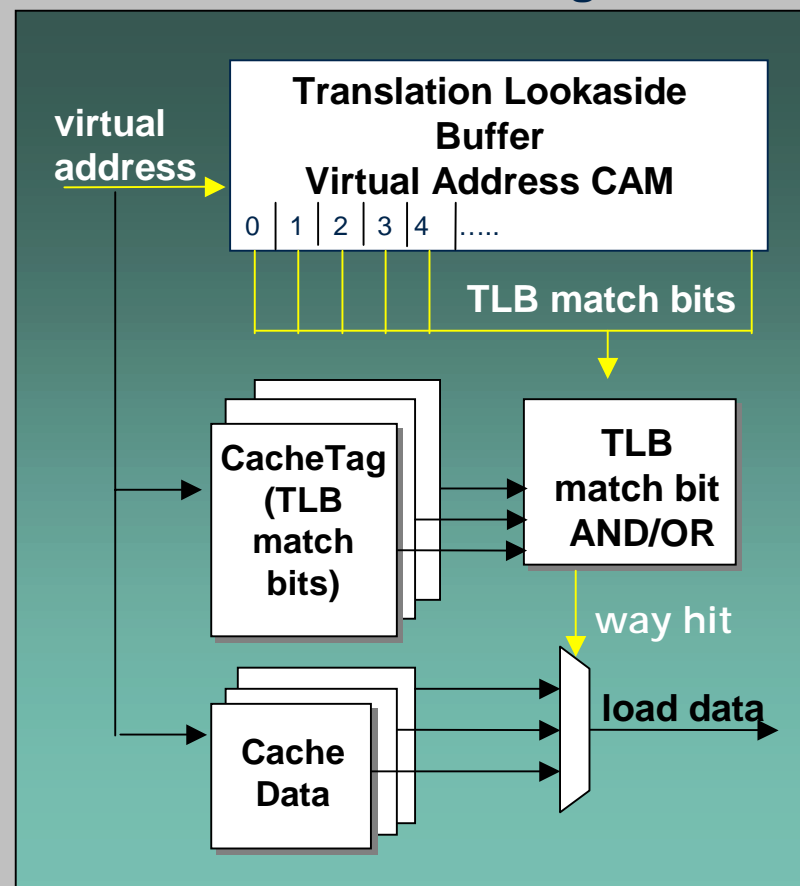 virtual
address
Translation Lookaside
Buffer
Virtual Address CAM
0 1 2 3 4 .....
TLB match bits
CacheTag
(TLB
match
bits)
TLB
match bit
AND/OR
way hit
load data
Cache
Data